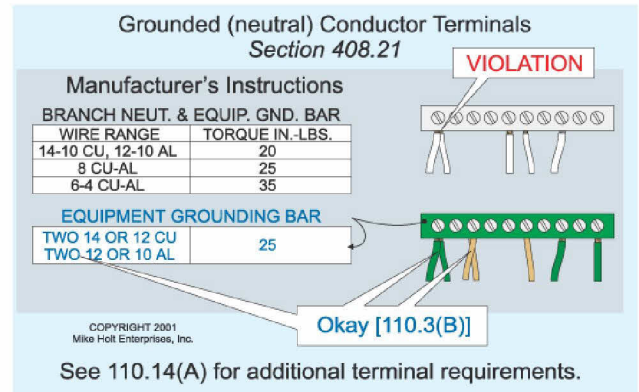 Grounded (neutral) Conductor Terminals
Section 408.21
VIOLATION
Manufacturer's Instructions
BRANCH NEUT. & EQUIP. GND. BAR
WIRE RANGE TORQUE IN.-LBS.
14-10 CU, 12-10 AL 20
8 CU-AL 25
6-4 CU-AL 35
EQUIPMENT GROUNDING BAR
TWO 14 OR 12 CU
TWO 12 OR 10 AL
25
Okay [110.3(B)]
COPYRIGHT 2001
Mike Holt Enterprises, Inc.
See 110.14(A) for additional terminal requirements.